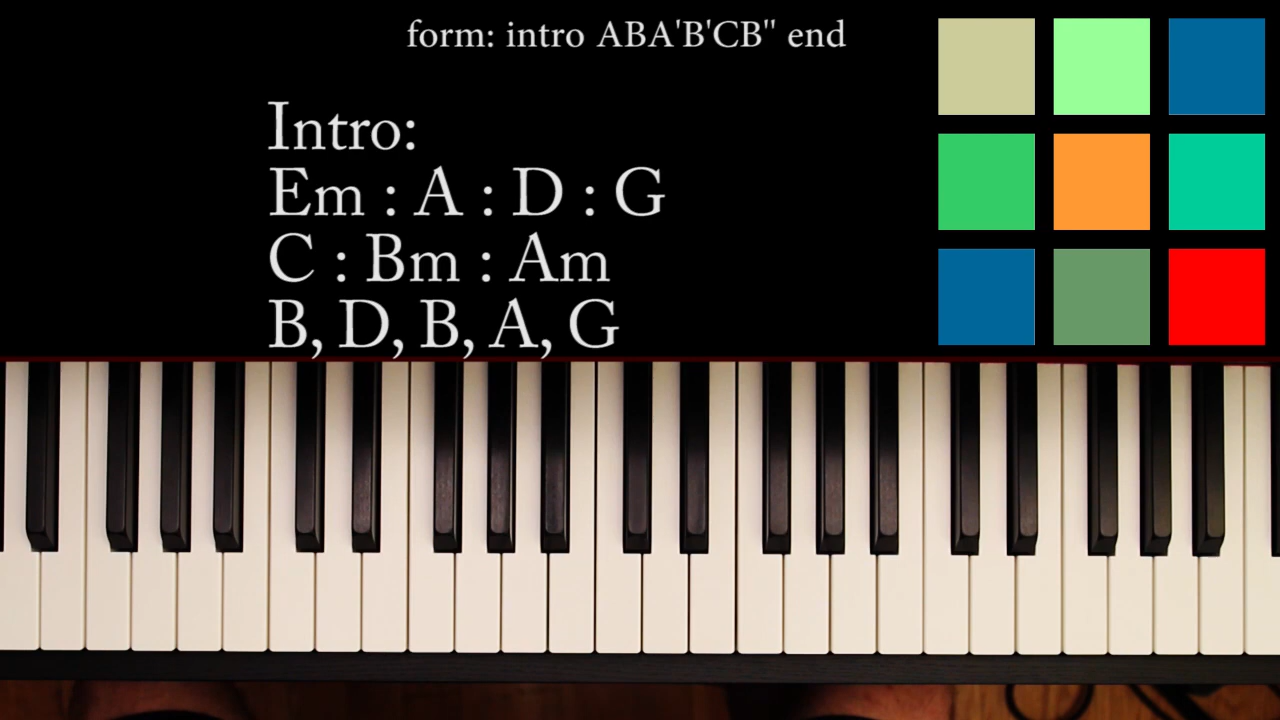 form: intro ABA'B'CB" end
Intro:
Em : A : D : G
C : Bm : Am
B, D, B, A, G